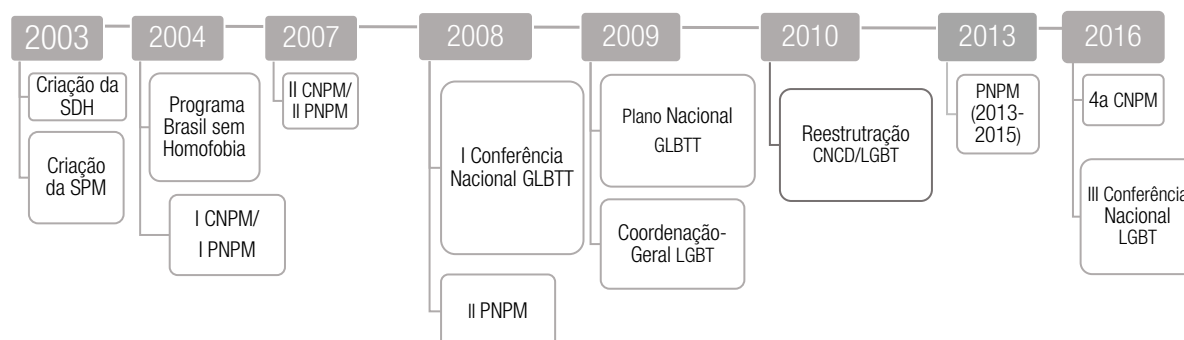 2003
Criação da
SDH
Criação
da SPM
2004
Programa
Brasil sem
Homofobia
I CNPM/
I PNPM
2007
II CNPM/
II PNPM
2008
I Conferência
Nacional GLBTT
II PNPM
2009
Plano Nacional
GLBTT
Coordenação-
Geral LGBT
2010
Reestrutração
CNCD/LGBT
2013
PNPM
(2013-
2015)
2016
4a CNPM
III Conferência
Nacional
LGBT